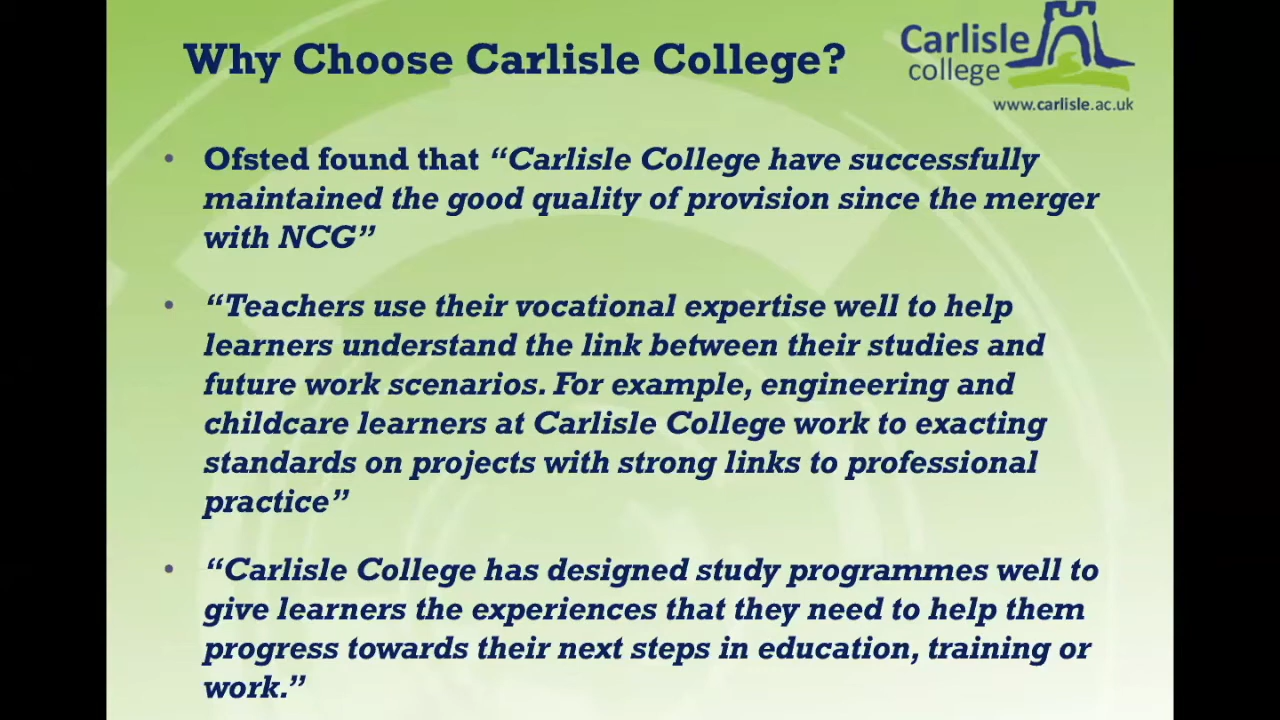 Why Choose Carlisle College?
Carlisle
college
www.carlisle.ac.uk
• Ofsted found that “Carlisle College have successfully
maintained the good quality of provision since the merger
with NCG”
• “Teachers use their vocational expertise well to help
learners understand the link between their studies and
future work scenarios. For example, engineering and
childcare learners at Carlisle College work to exacting
standards on projects with strong links to professional
practice”
• “Carlisle College has designed study programmes well to
give learners the experiences that they need to help them
progress towards their next steps in education, training or
work.”